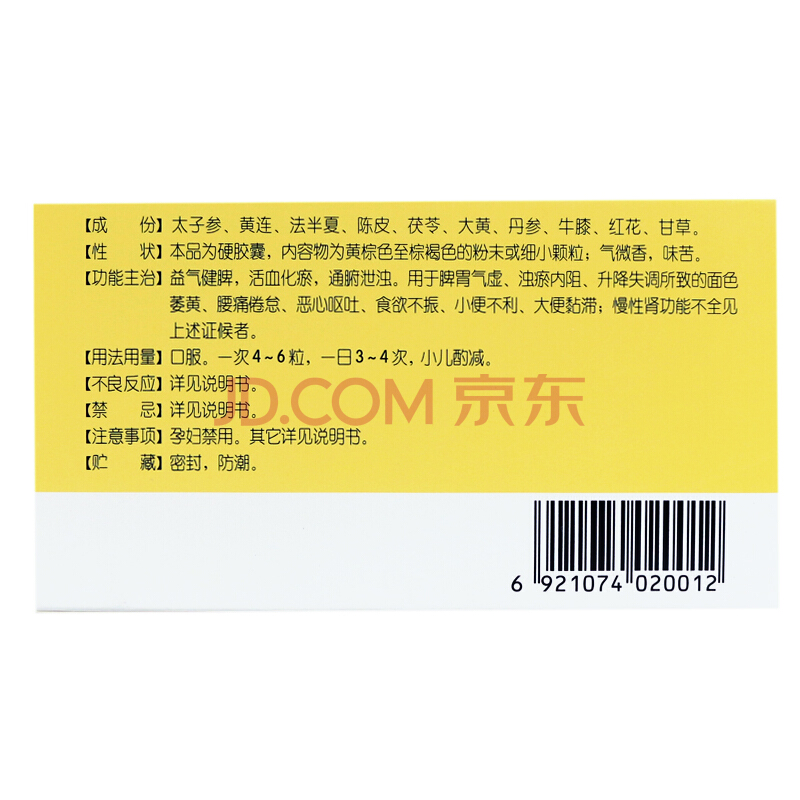 【成 份】太子参、黄连、法半夏、陈皮、茯苓、大黄、丹参、牛膝、红花、甘草。
【性 状】本品为硬胶囊，内容物为黄棕色至棕褐色的粉末或细小颗粒；气微香，味苦。
【功能主治】益气健脾，活血化瘀，通腑泄浊。用于脾胃气虚、浊瘀内阻、升降失调所致的面色
萎黄、腰痛倦怠、恶心呕吐、食欲不振、小便不利、大便黏滞；慢性肾功能不全见
上述证候者。
【用法用量】口服。一次4~6粒，一日3~4次，小儿酌减。
【不良反应】详见说明书。
JD.COM 京东
【禁 忌】详见说明书。
【注意事项】孕妇禁用。其它详见说明书。
【贮 藏】密封，防潮。
6 921074 020012